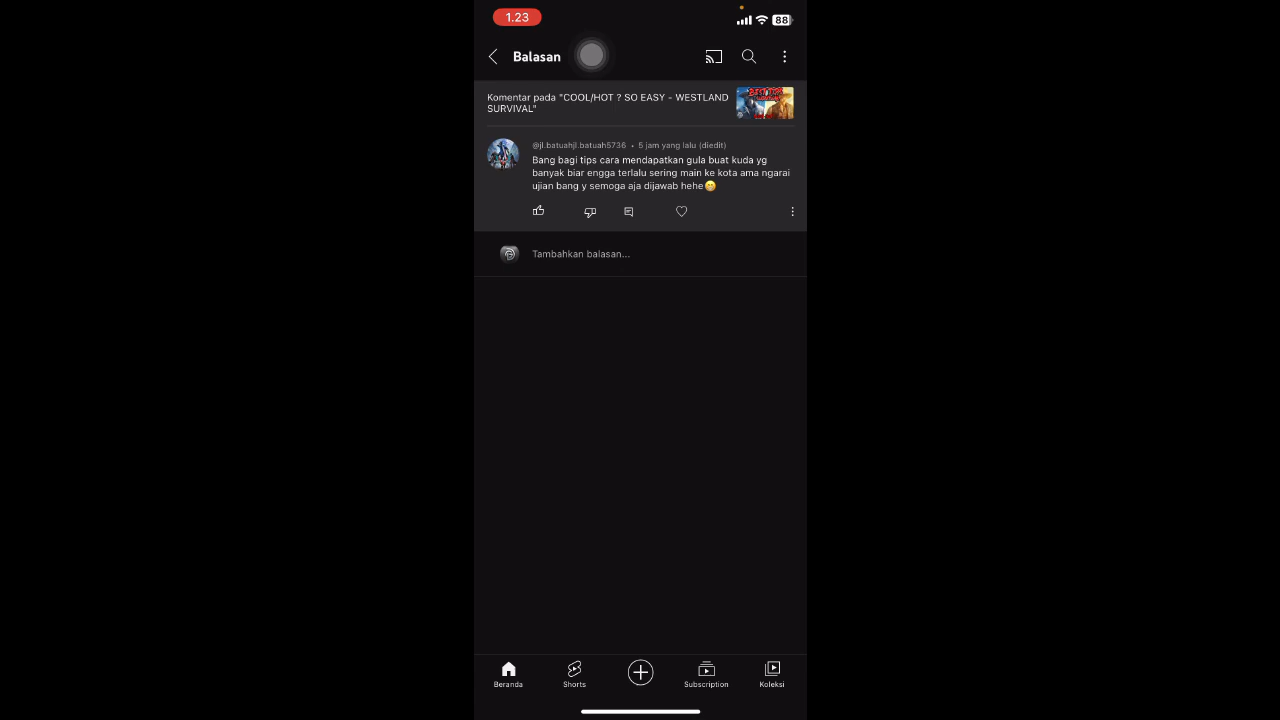 1.23
88
Balasan
Komentar pada "COOL/HOT ? SO EASY - WESTLAND
SURVIVAL"
@jl.batuahjl.batuah5736 • 5 jam yang lalu (diedit)
Bang bagi tips cara mendapatkan gula buat kuda yg
banyak biar engga terlalu sering main ke kota ama ngarai
ujian bang y semoga aja dijawab hehe😁
Tambahkan balasan...
Beranda
Shorts
Subscription
Koleksi